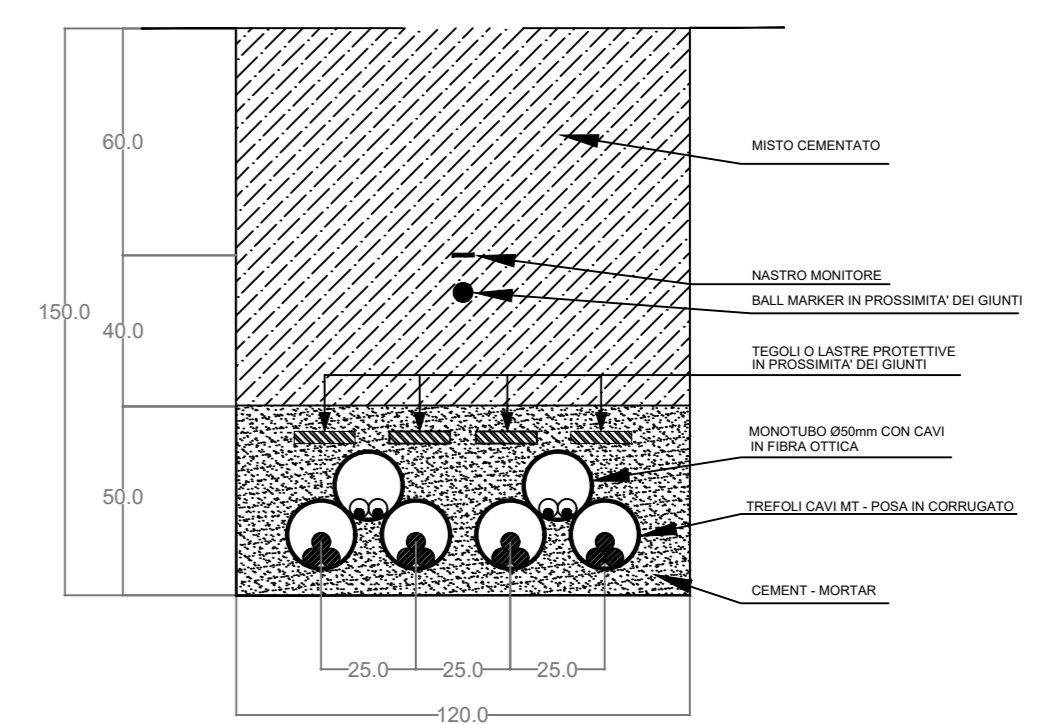 60.0
MISTO CEMENTATO
NASTRO MONITORE
BALL MARKER IN PROSSIMITA' DEI GIUNTI
150.0
40.0
TEGOLI O LASTRE PROTETTIVE
IN PROSSIMITA' DEI GIUNTI
MONOTUBO Ø50mm CON CAVI
IN FIBRA OTTICA
50.0
TREFOLI CAVI MT - POSA IN CORRUGATO
CEMENT - MORTAR
25.0 25.0 25.0
120.0